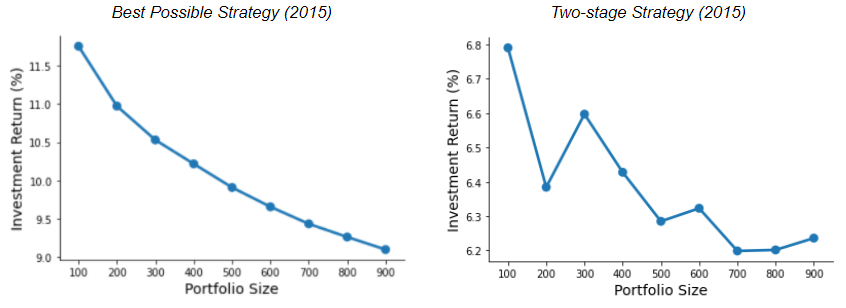 Best Possible Strategy (2015)
Investment Return (%)
11.5
11.0
10.5
10.0
9.5
9.0
100 200 300 400 500 600 700 800 900
Portfolio Size
Two-stage Strategy (2015)
Investment Return (%)
6.8
6.7
6.6
6.5
6.4
6.3
6.2
100 200 300 400 500 600 700 800 900
Portfolio Size